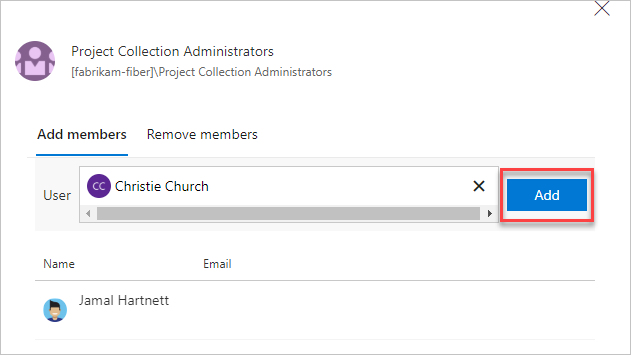 Project Collection Administrators
[fabrikam-fiber]\Project Collection Administrators
Add members Remove members
User CC Christie Church Add
Name Email
Jamal Hartnett